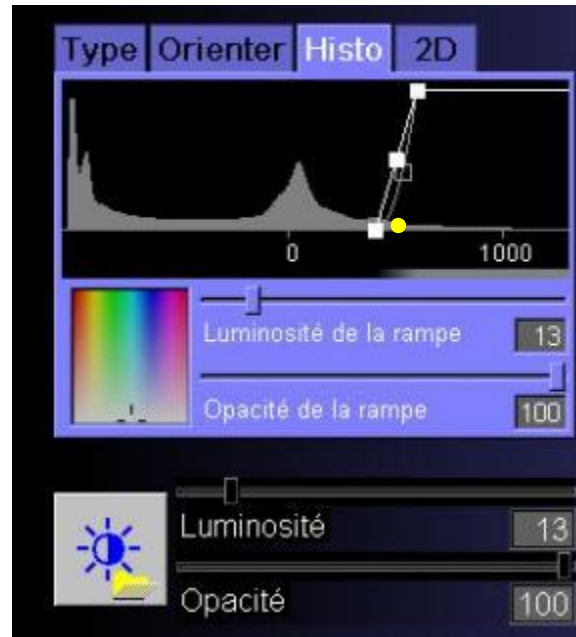 Type Orienter Histo 2D
0 1000
Luminosité de la rampe 13
Opacité de la rampe 100
Luminosité 13
Opacité 100